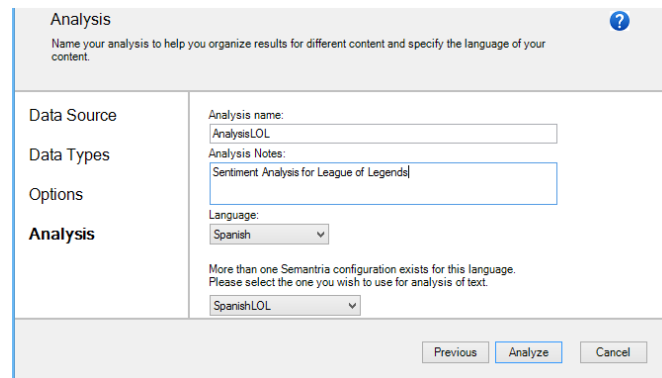 Analysis
?
Name your analysis to help you organize results for different content and specify the language of your
content.
Data Source
Data Types
Options
Analysis
Analysis name:
AnalysisLOL
Analysis Notes:
Sentiment Analysis for League of Legends
Language:
Spanish
More than one Semantria configuration exists for this language.
Please select the one you wish to use for analysis of text.
SpanishLOL
Previous Analyze Cancel